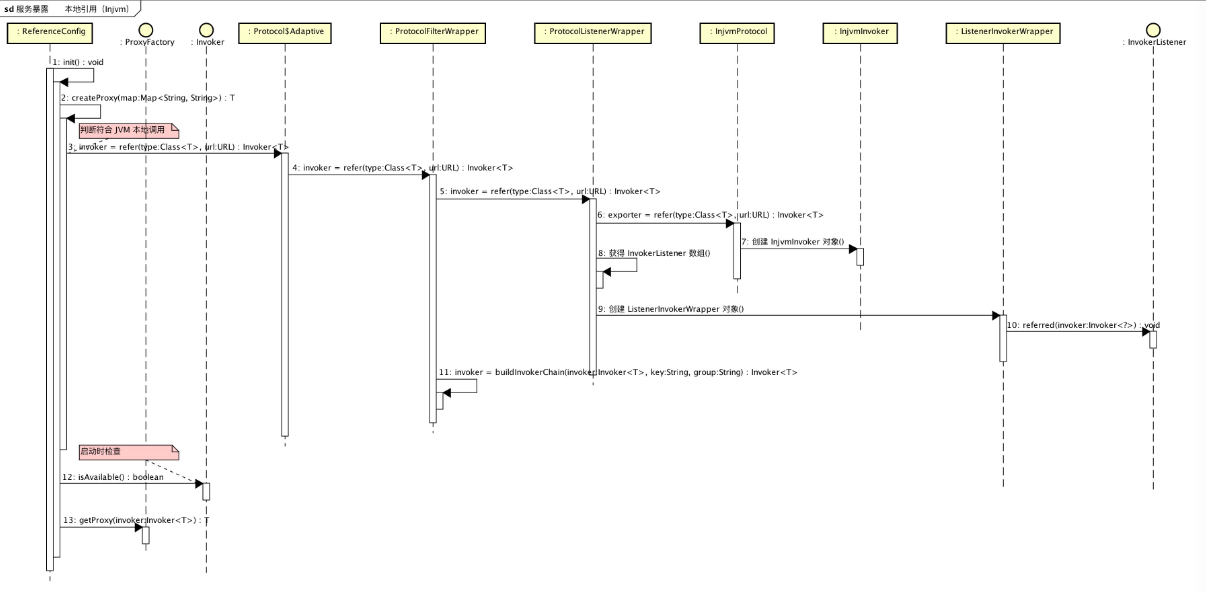 sd 服务暴露 本地引用（Injvm）
: ReferenceConfig
: ProxyFactory
: Invoker
: Protocol$Adaptive
: ProtocolFilterWrapper
: ProtocolListenerWrapper
: InjvmProtocol
: InjvmInvoker
: ListenerInvokerWrapper
: InvokerListener
1: init() : void
2: createProxy(map:Map<String, String>) : T
判断符合 JVM 本地调用
3: invoker = refer(type:Class<T>, url:URL) : Invoker<T>
4: invoker = refer(type:Class<T>, url:URL) : Invoker<T>
5: invoker = refer(type:Class<T>, url:URL) : Invoker<T>
6: exporter = refer(type:Class<T>, url:URL) : Invoker<T>
7: 创建 InjvmInvoker 对象()
8: 获得 InvokerListener 数组()
9: 创建 ListenerInvokerWrapper 对象()
10: referred(invoker:Invoker<?>) : void
11: invoker = buildInvokerChain(invoker:Invoker<T>, key:String, group:String) : Invoker<T>
启动时检查
12: isAvailable() : boolean
13: getProxy(invoker:Invoker<T>) : T